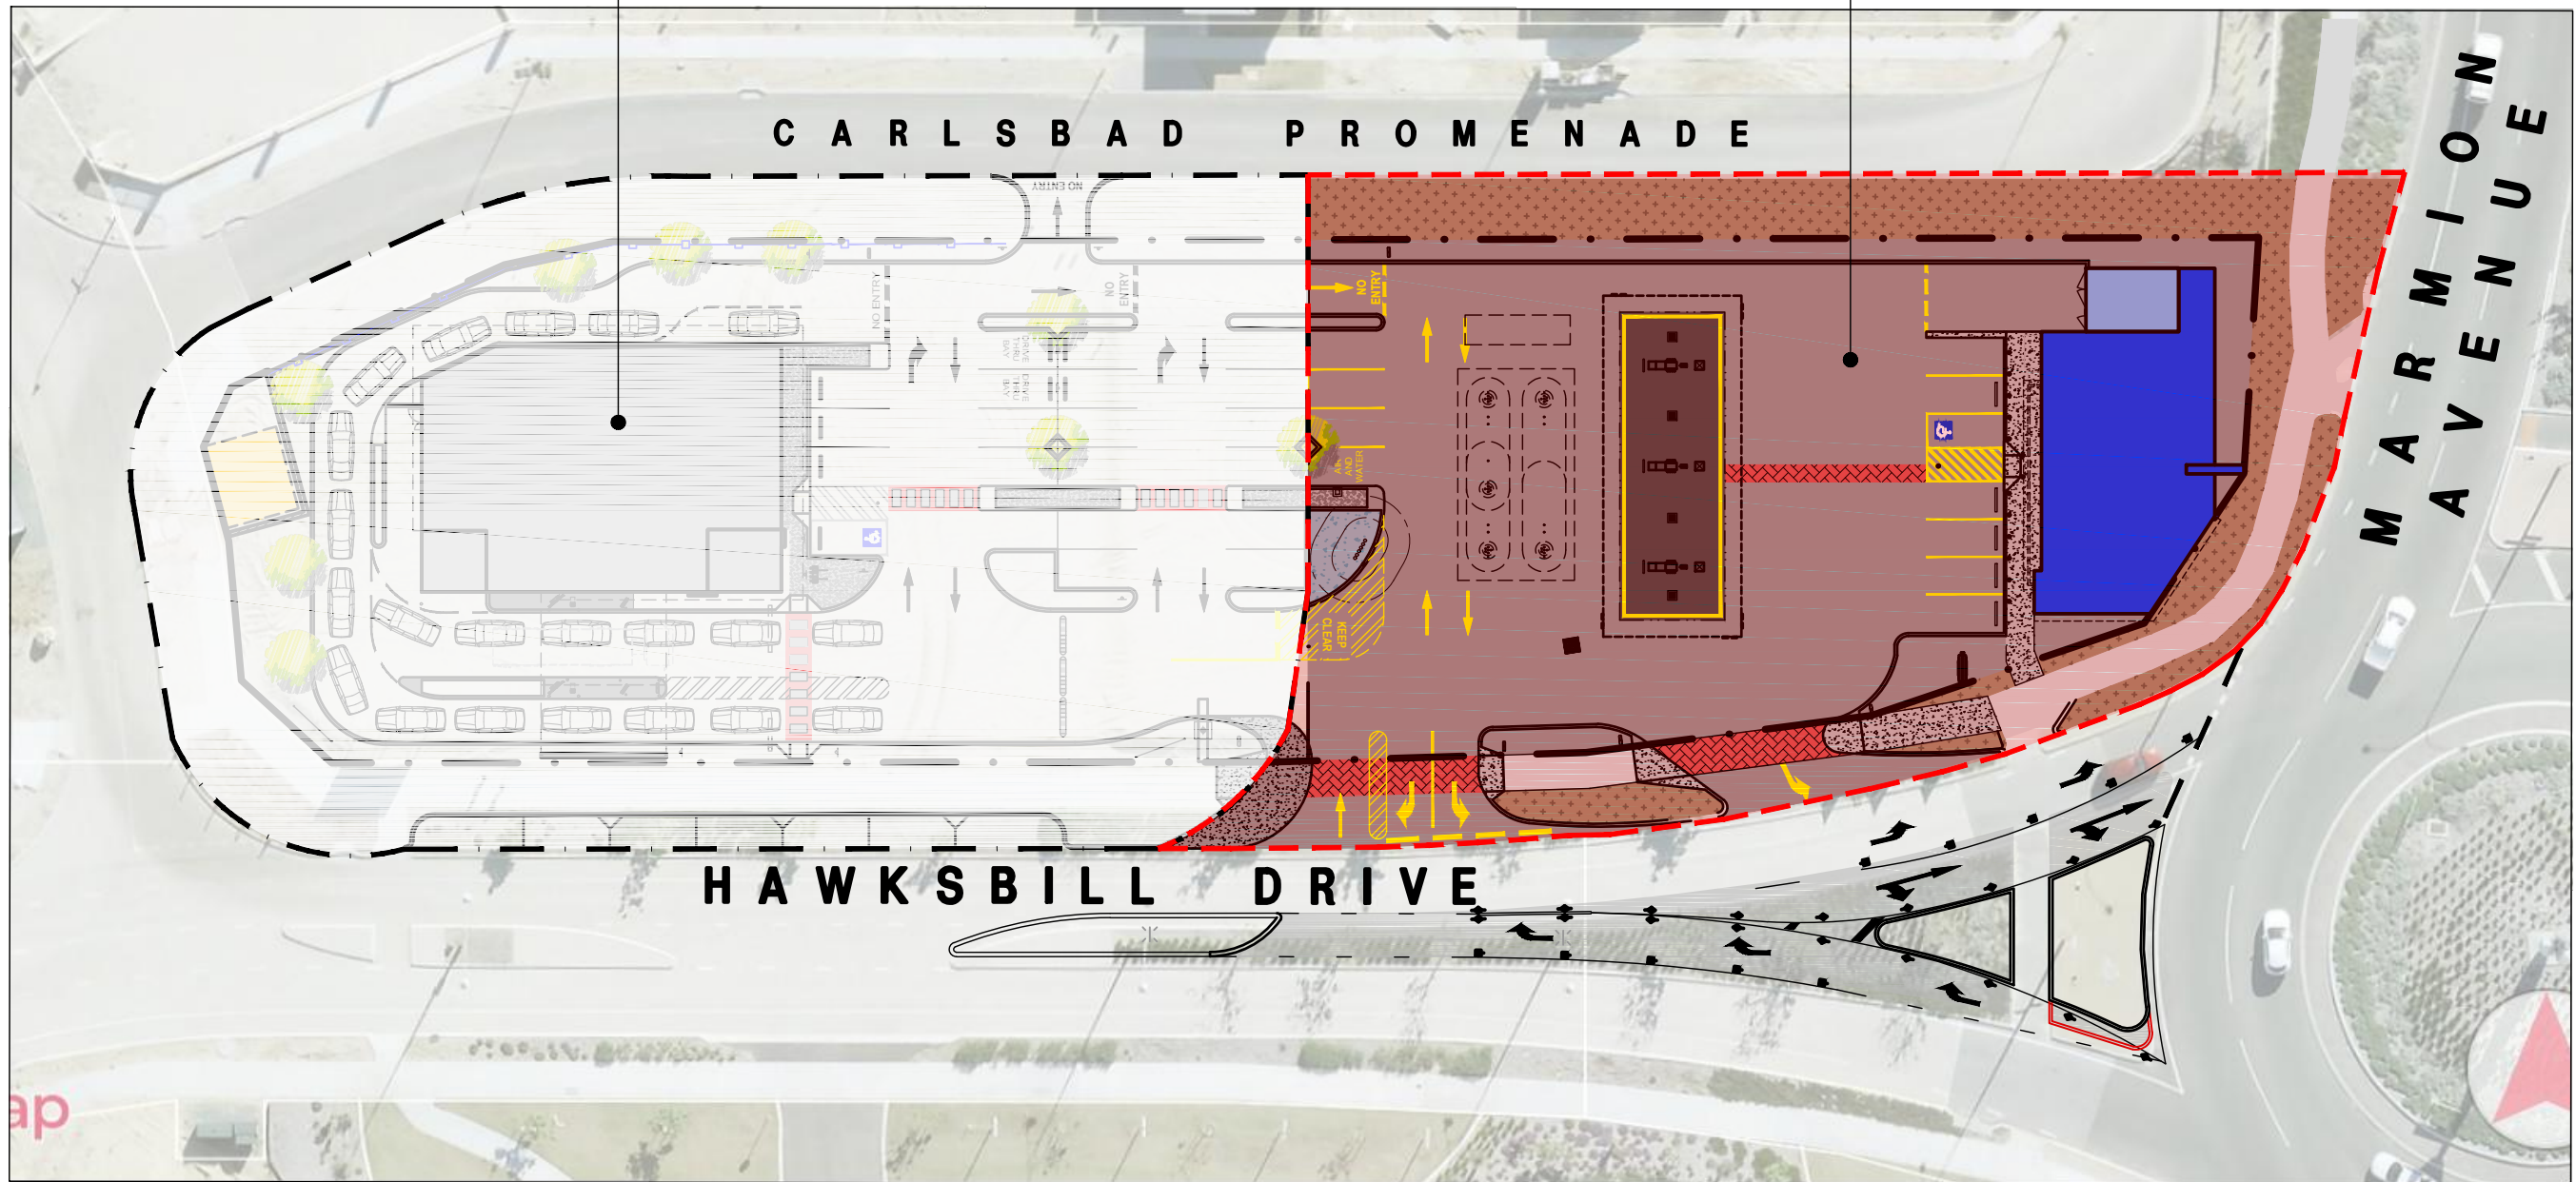 CARLSBAD PROMENADE
MARMION
AVENUE
NO ENTRY
NO ENTRY
NO
ENTRY
NO
ENTRY
DRIVE
THRU
BAY
DRIVE
THRU
BAY
AIR
AND
WATER
KEEP
CLEAR
HAWKSBILL DRIVE
ap